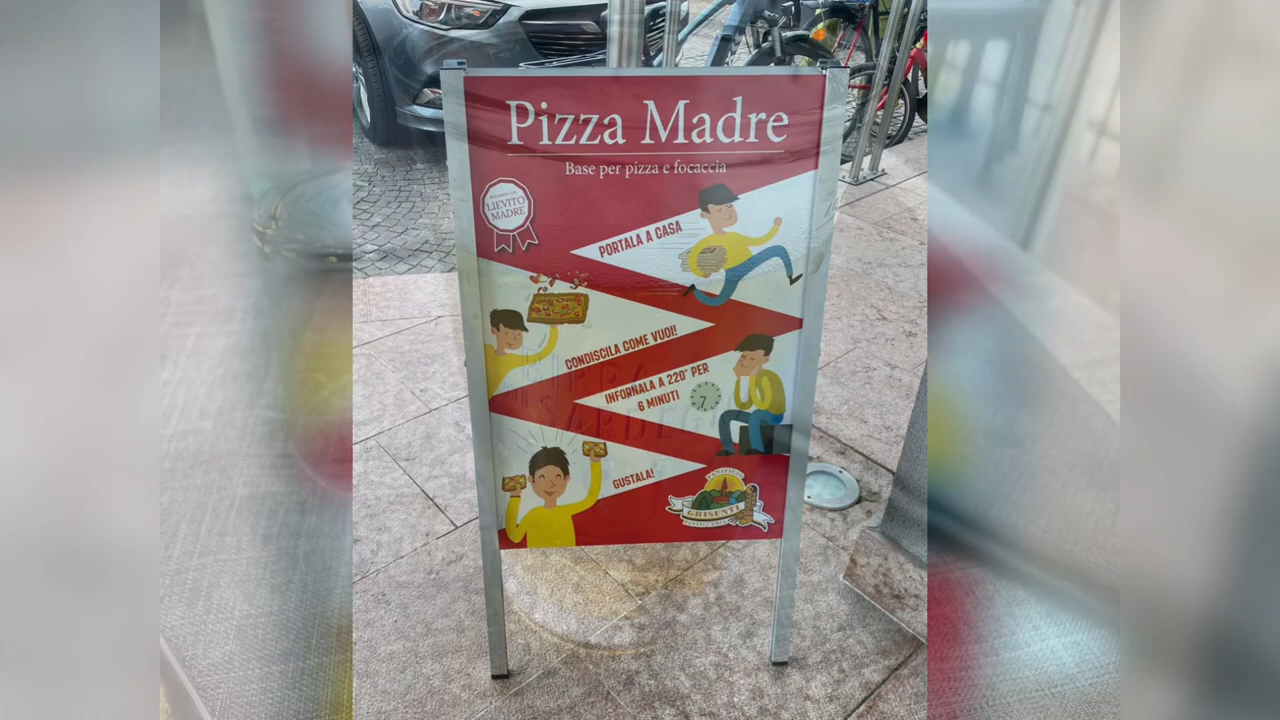 Pizza Madre
Base per pizza e focaccia
LIEVITO
MADRE
PORTALA A CASA
CONDISCILA COME VUOI!
INFORNALA A 220° PER
6 MINUTI
7
GUSTALA!
PANIFICIO
GRISENTI